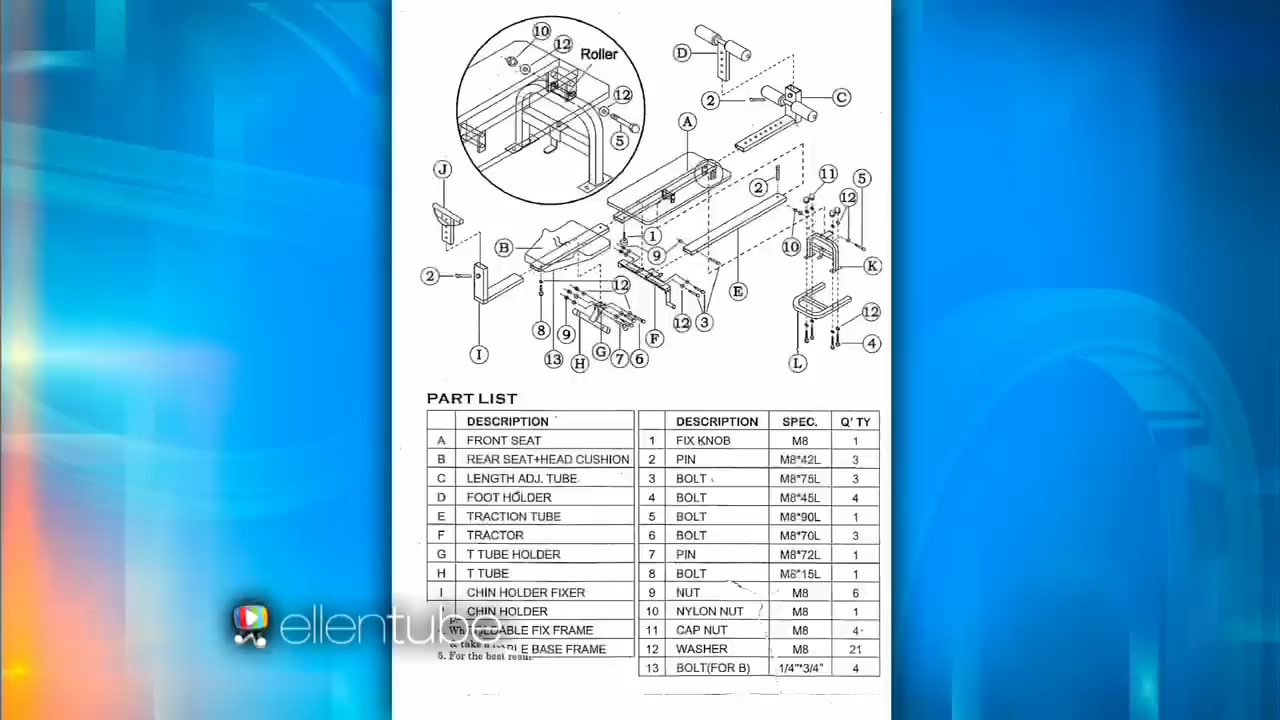 10
12
Roller
D
12
2
C
A
5
J
11
5
2
12
1
B
9
10
K
2
12
E
12
8
9
F
12
3
13
H
G
7
6
4
I
L
PART LIST
DESCRIPTION DESCRIPTION SPEC. Q' TY
A FRONT SEAT 1 FIX KNOB M8 1
B REAR SEAT+HEAD CUSHION 2 PIN M8*42L 3
C LENGTH ADJ. TUBE 3 BOLT M8*75L 3
D FOOT HOLDER 4 BOLT M8*45L 4
E TRACTION TUBE 5 BOLT M8*90L 1
F TRACTOR 6 BOLT M8*70L 3
G T TUBE HOLDER 7 PIN M8*72L 1
H T TUBE 8 BOLT M8*15L 1
I CHIN HOLDER FIXER 9 NUT M8 6
CHIN HOLDER 10 NYLON NUT M8 1
FIX FRAME 11 CAP NUT M8 4
BASE FRAME 12 WASHER M8 21
5. For the best 13 BOLT(FOR B) 1/4"*3/4" 4
ellentube